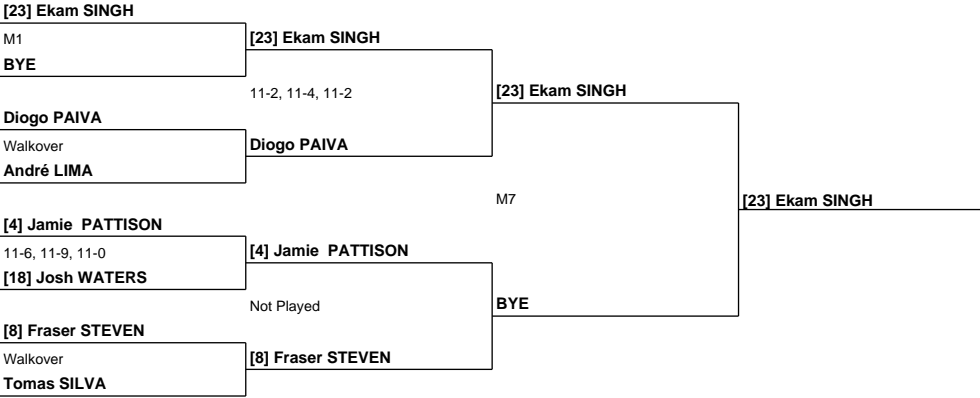 [23] Ekam SINGH
M1
BYE
[23] Ekam SINGH
11-2, 11-4, 11-2
Diogo PAIVA
Walkover
André LIMA
Diogo PAIVA
[23] Ekam SINGH
M7
[4] Jamie  PATTISON
11-6, 11-9, 11-0
[18] Josh WATERS
[4] Jamie  PATTISON
Not Played
[8] Fraser STEVEN
Walkover
Tomas SILVA
[8] Fraser STEVEN
BYE
[23] Ekam SINGH